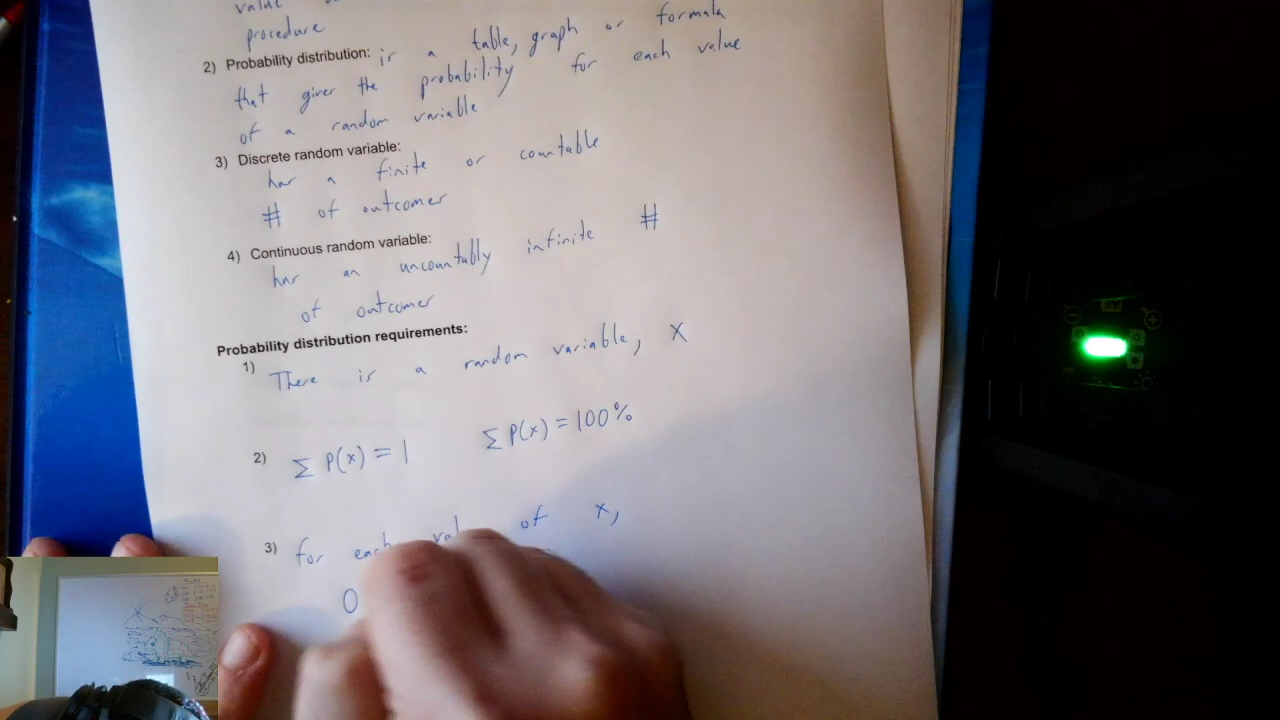 value
procedure
2) Probability distribution: is a table, graph or formula
that gives the probability for each value
of a random variable
3) Discrete random variable:
has a finite or countable
# of outcomes
4) Continuous random variable:
has an uncountably infinite #
of outcomes
Probability distribution requirements:
1) There is a random variable, X
2) Σ P(x) = 1 Σ P(x) = 100%
3) for each of x,
0